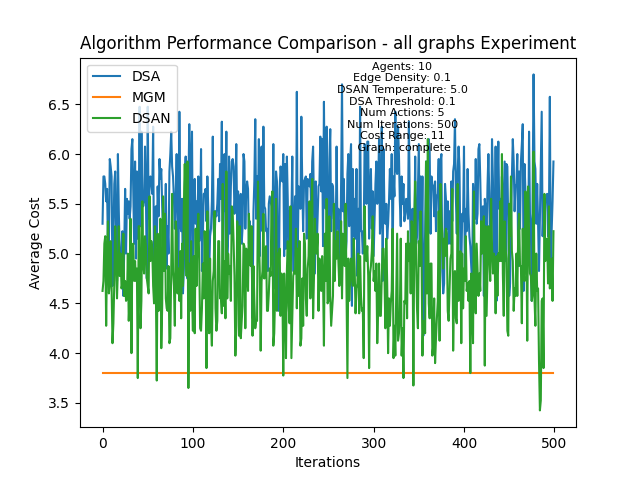 Algorithm Performance Comparison - all graphs Experiment
DSA
MGM
DSAN
Agents: 10
Edge Density: 0.1
DSAN Temperature: 5.0
DSA Threshold: 0.1
Num Actions: 5
Num Iterations: 500
Cost Range: 11
Graph: complete
Average Cost
6.5
6.0
5.5
5.0
4.5
4.0
3.5
0
100
200
300
400
500
Iterations